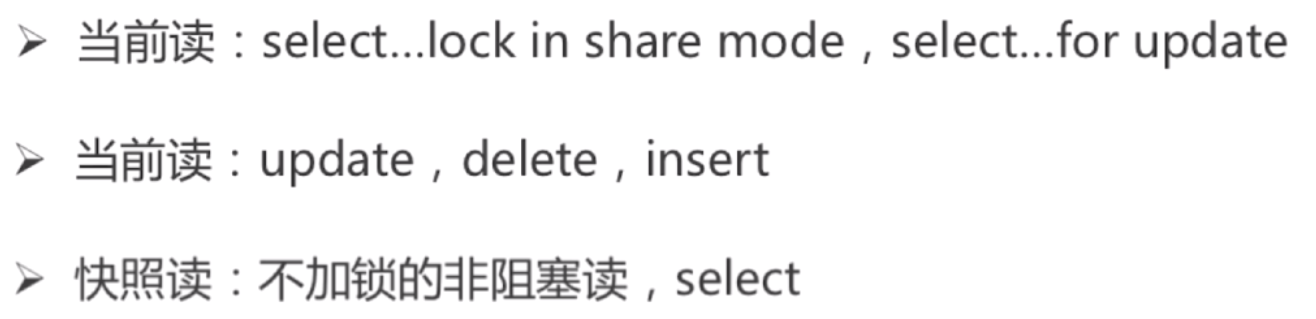 ➢ 当前读：select...lock in share mode，select...for update
➢ 当前读：update，delete，insert
➢ 快照读：不加锁的非阻塞读，select